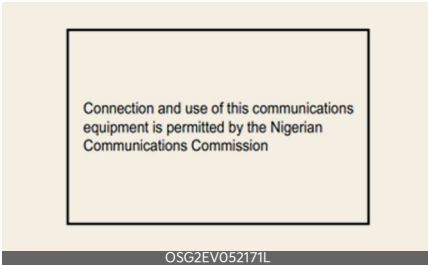 Connection and use of this communications
equipment is permitted by the Nigerian
Communications Commission
OSG2EV052171L